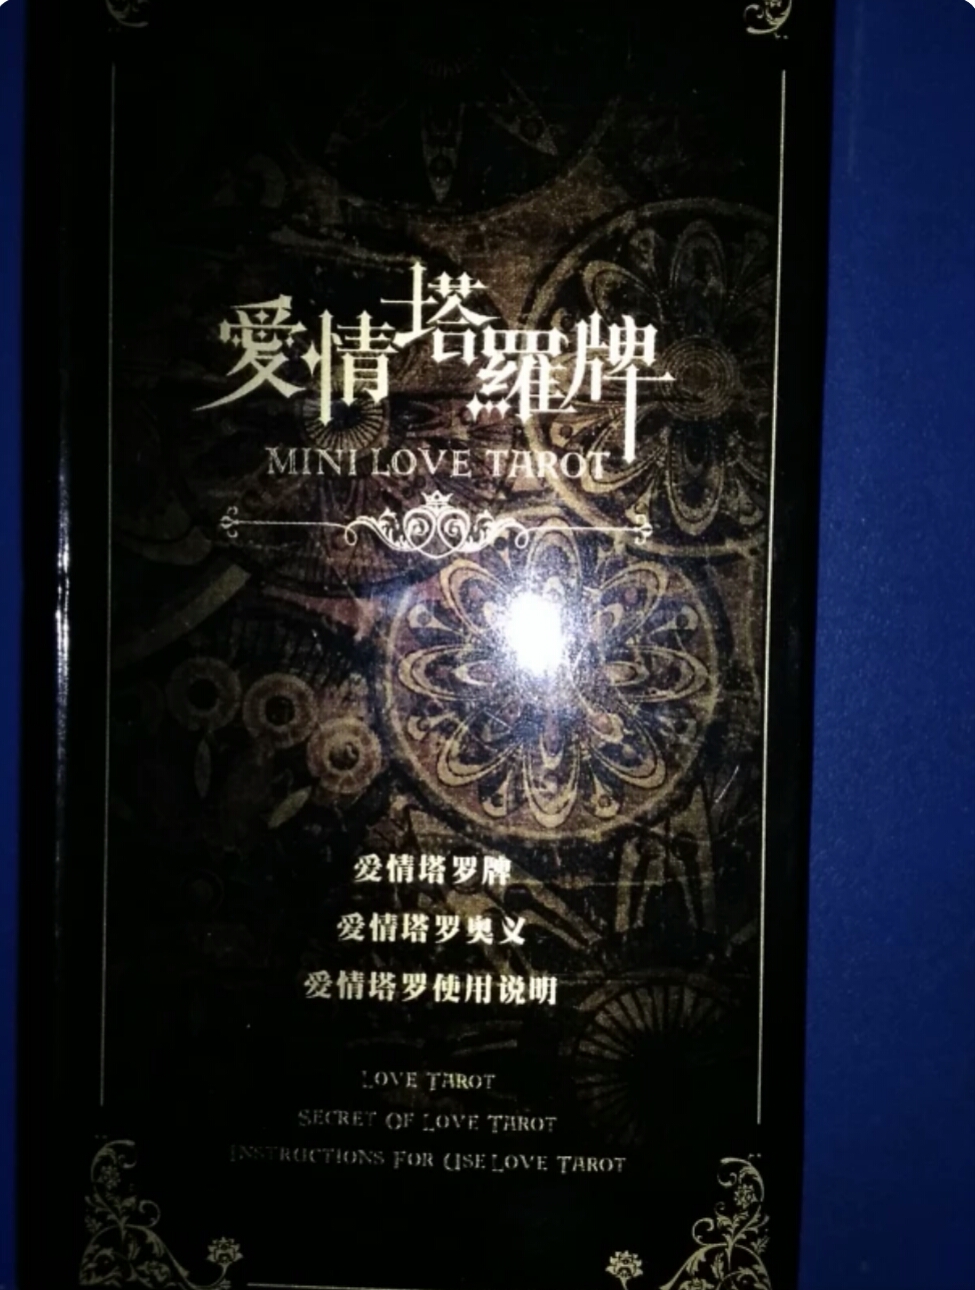 愛情塔羅牌
MINI LOVE TAROT
爱情塔罗牌
爱情塔罗奥义
爱情塔罗使用说明
LOVE TAROT
SECRET OF LOVE TAROT
INSTRUCTIONS FOR USE LOVE TAROT